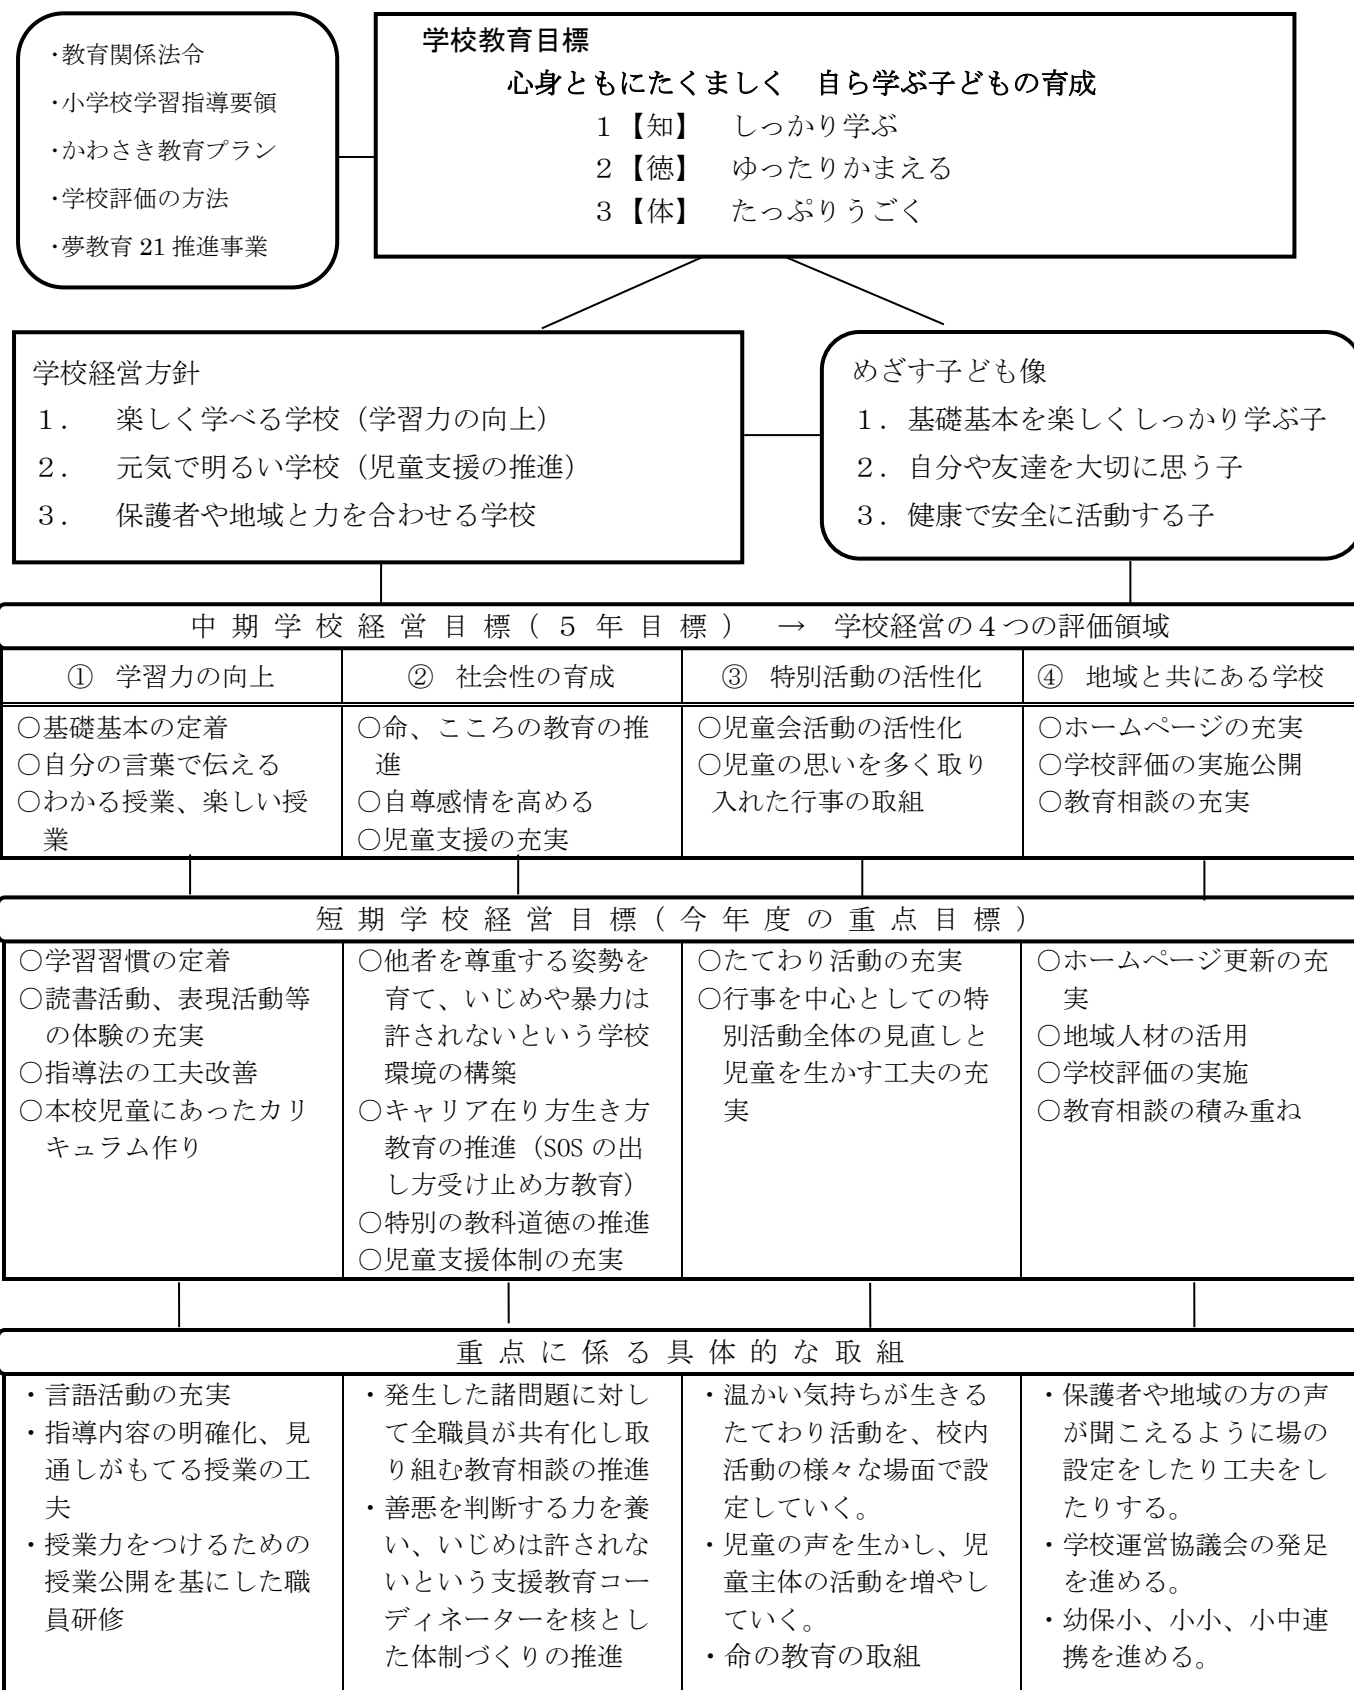 ・教育関係法令
・小学校学習指導要領
・かわさき教育プラン
・学校評価の方法
・夢教育 21 推進事業
学校教育目標
心身ともにたくましく　自ら学ぶ子どもの育成
１【知】　しっかり学ぶ
２【徳】　ゆったりかまえる
３【体】　たっぷりうごく
学校経営方針
１．　楽しく学べる学校（学習力の向上）
２．　元気で明るい学校（児童支援の推進）
３．　保護者や地域と力を合わせる学校
めざす子ども像
１．基礎基本を楽しくしっかり学ぶ子
２．自分や友達を大切に思う子
３．健康で安全に活動する子
中期学校経営目標(５年目標)　→　学校経営の４つの評価領域
①　学習力の向上
②　社会性の育成
③　特別活動の活性化
④　地域と共にある学校
○基礎基本の定着
○自分の言葉で伝える
○わかる授業、楽しい授
業
○命、こころの教育の推
進
○自尊感情を高める
○児童支援の充実
○児童会活動の活性化
○児童の思いを多く取り
入れた行事の取組
○ホームページの充実
○学校評価の実施公開
○教育相談の充実
短期学校経営目標(今年度の重点目標)
○学習習慣の定着
○読書活動、表現活動等
の体験の充実
○指導法の工夫改善
○本校児童にあったカリ
キュラム作り
○他者を尊重する姿勢を
育て、いじめや暴力は
許されないという学校
環境の構築
○キャリア在り方生き方
教育の推進（SOS の出
し方受け止め方教育）
○特別の教科道徳の推進
○児童支援体制の充実
○たてわり活動の充実
○行事を中心としての特
別活動全体の見直しと
児童を生かす工夫の充
実
○ホームページ更新の充
実
○地域人材の活用
○学校評価の実施
○教育相談の積み重ね
重点に係る具体的な取組
・言語活動の充実
・指導内容の明確化、見
通しがもてる授業の工
夫
・授業力をつけるための
授業公開を基にした職
員研修
・発生した諸問題に対し
て全職員が共有化し取
り組む教育相談の推進
・善悪を判断する力を養
い、いじめは許されな
いという支援教育コー
ディネーターを核とし
た体制づくりの推進
・温かい気持ちが生きる
たてわり活動を、校内
活動の様々な場面で設
定していく。
・児童の声を生かし、児
童主体の活動を増やし
ていく。
・命の教育の取組
・保護者や地域の方の声
が聞こえるように場の
設定をしたり工夫をし
たりする。
・学校運営協議会の発足
を進める。
・幼保小、小小、小中連
携を進める。